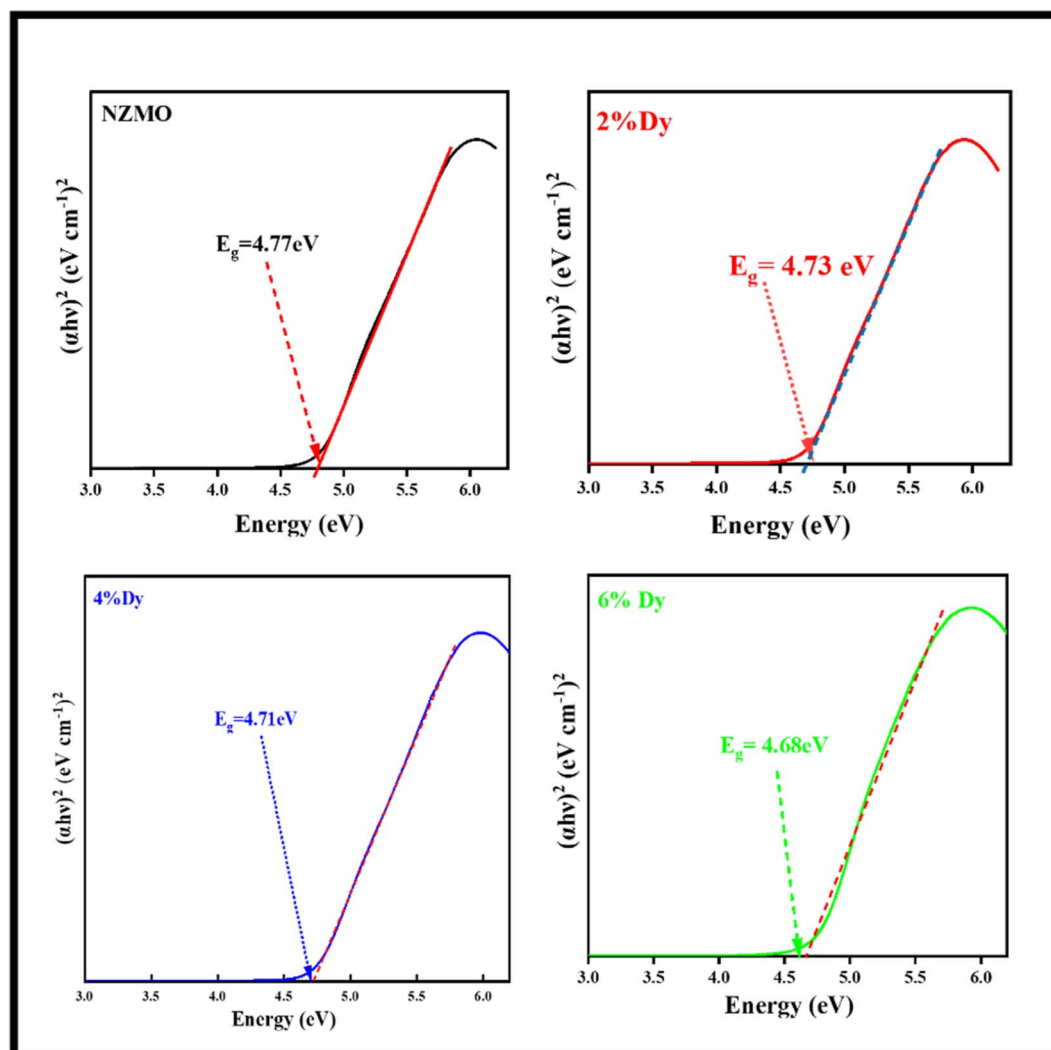 NZMO
(αhν)² (eV cm⁻¹)²
E_g=4.77eV
3.0 3.5 4.0 4.5 5.0 5.5 6.0
Energy (eV)
2%Dy
(αhν)² (eV cm⁻¹)²
E_g= 4.73 eV
3.0 3.5 4.0 4.5 5.0 5.5 6.0
Energy (eV)
4%Dy
(αhν)² (eV cm⁻¹)²
E_g=4.71eV
3.0 3.5 4.0 4.5 5.0 5.5 6.0
Energy (eV)
6% Dy
(αhν)² (eV cm⁻¹)²
E_g= 4.68eV
3.0 3.5 4.0 4.5 5.0 5.5 6.0
Energy (eV)